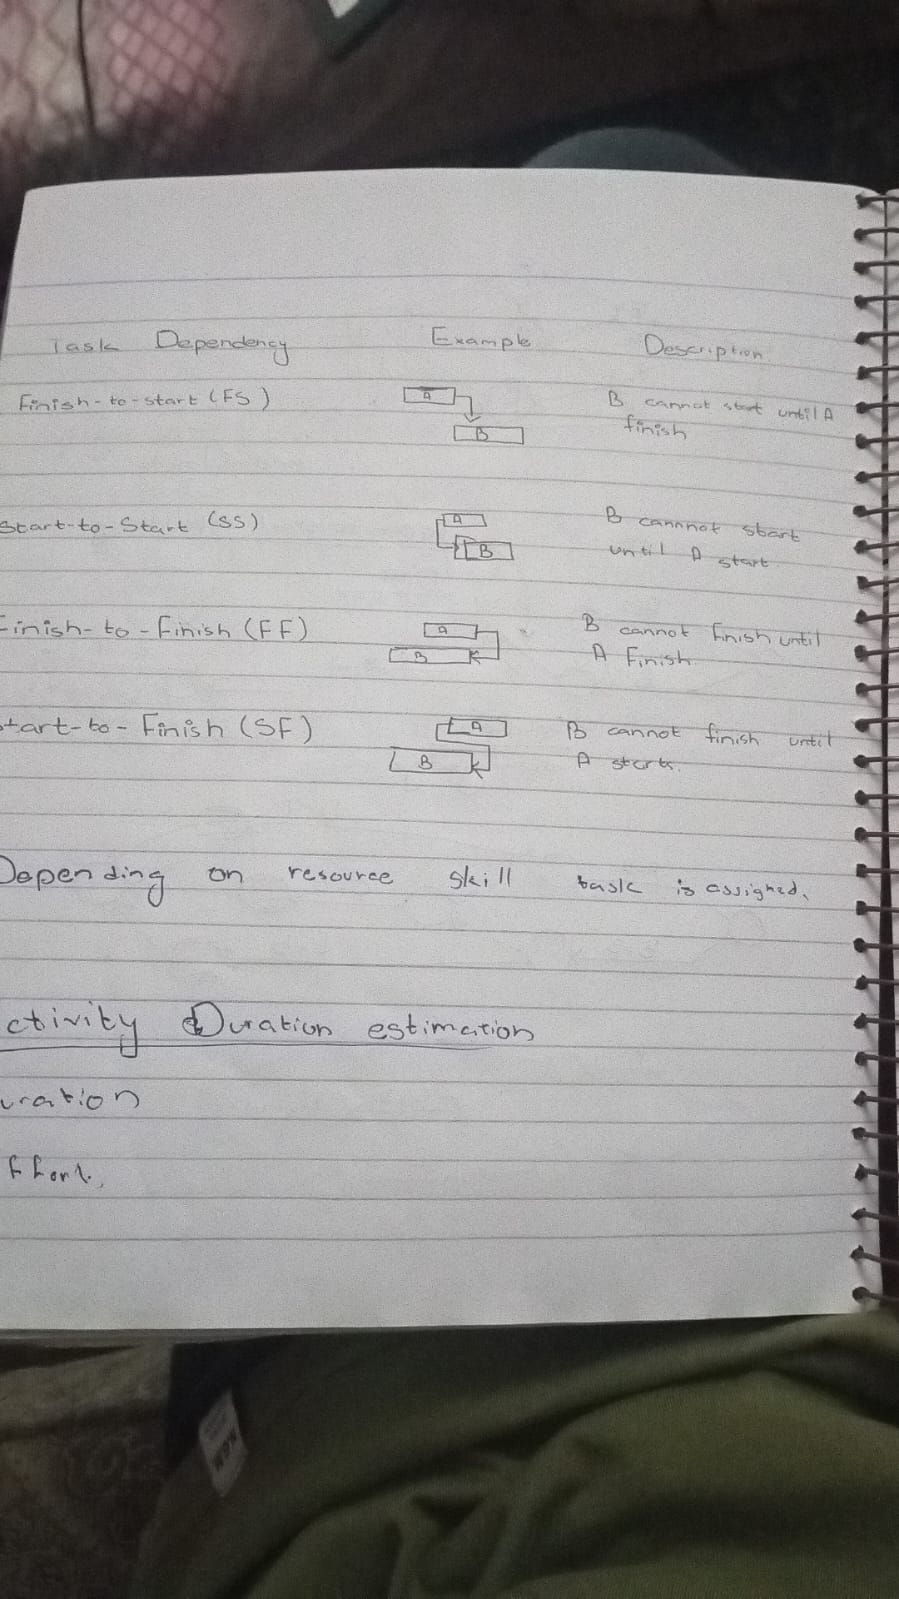 Task Dependency Example Description
Finish-to-start (FS) A B cannot start until A
B finish
Start-to-Start (SS) A B cannnot start
B until A start
Finish-to-Finish (FF) A B cannot finish until
B A Finish.
tart-to-Finish (SF) A B cannot finish until
B A starts.
Depending on resource skill task is assigned.
ctivity Duration estimation
uration
ffort.